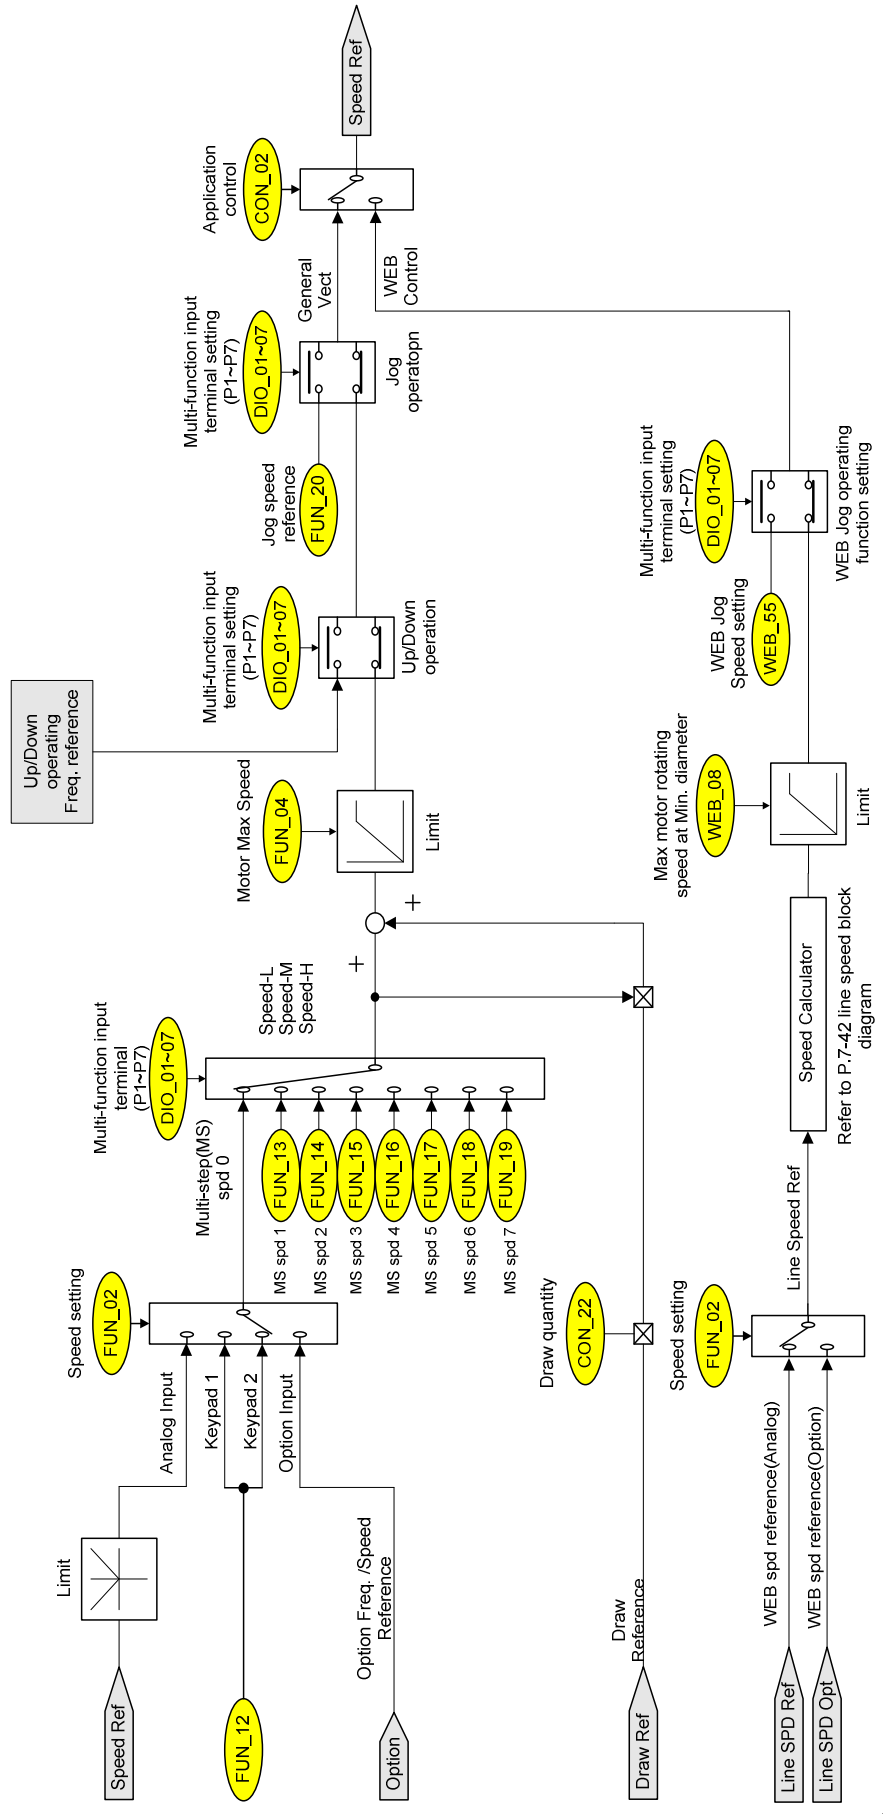 Speed Ref
Limit
Analog Input
FUN_12
Keypad 1
Keypad 2
Option
Option Freq. /Speed
Reference
Option Input
Speed setting
FUN_02
Multi-step(MS)
spd 0
MS spd 1
FUN_13
MS spd 2
FUN_14
MS spd 3
FUN_15
MS spd 4
FUN_16
MS spd 5
FUN_17
MS spd 6
FUN_18
MS spd 7
FUN_19
Multi-function input
terminal
(P1~P7)
DIO_01~07
Speed-L
Speed-M
Speed-H
+
+
Draw Ref
Draw
Reference
Draw quantity
CON_22
Motor Max Speed
FUN_04
Limit
Up/Down
operating
Freq. reference
Multi-function input
terminal setting
(P1~P7)
DIO_01~07
Up/Down
operation
Jog speed
reference
FUN_20
Multi-function input
terminal setting
(P1~P7)
DIO_01~07
Jog
operatopn
General
Vect
WEB
Control
Application
control
CON_02
Speed Ref
Line SPD Ref
Line SPD Opt
WEB spd reference(Analog)
WEB spd reference(Option)
Speed setting
FUN_02
Line Speed Ref
Speed Calculator
Refer to P.7-42 line speed block
diagram
Max motor rotating
speed at Min. diameter
WEB_08
Limit
WEB Jog
Speed setting
WEB_55
Multi-function input
terminal setting
(P1~P7)
DIO_01~07
WEB Jog operating
function setting